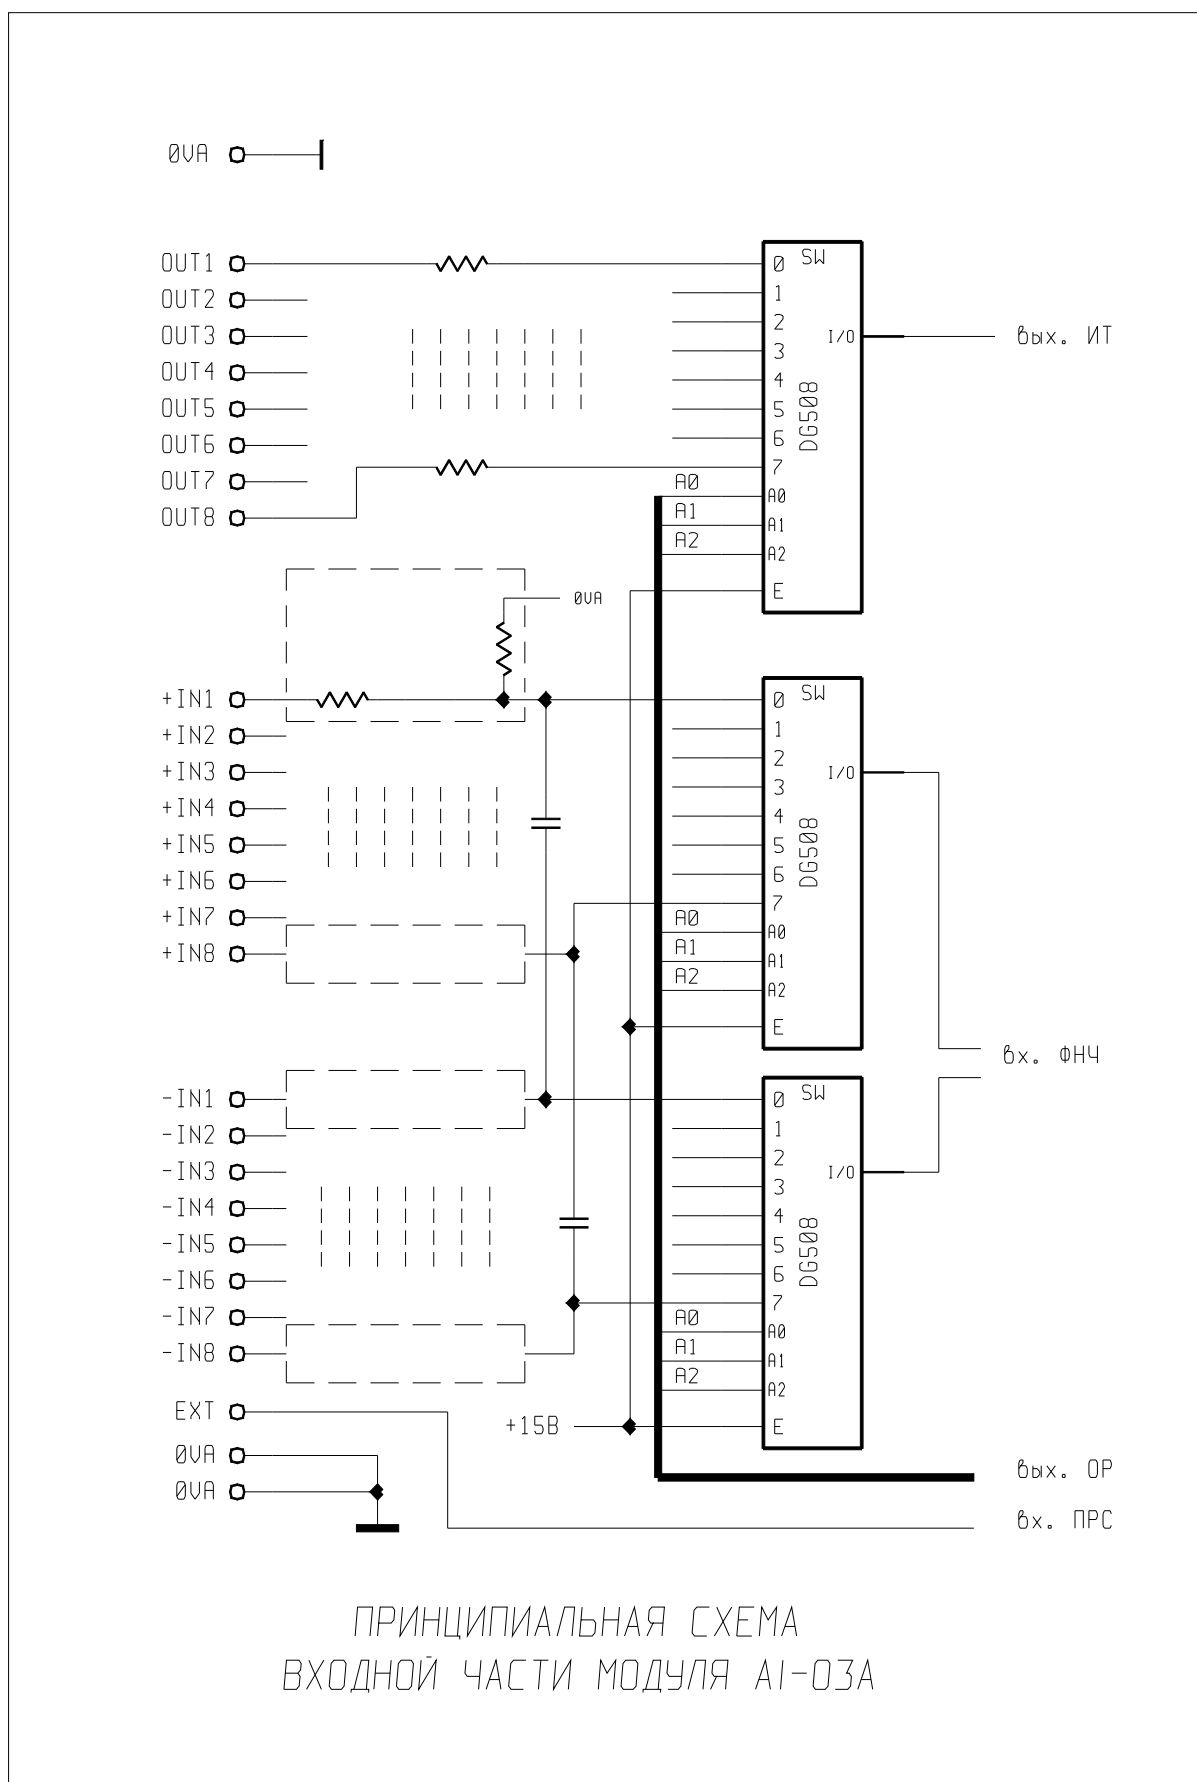 0VA
OUT1
OUT2
OUT3
OUT4
OUT5
OUT6
OUT7
OUT8
0 SW
1
2
3
4
5
6
7
I/O
DG508
вых. ИТ
A0
A1
A2
A0
A1
A2
E
0VA
+IN1
+IN2
+IN3
+IN4
+IN5
+IN6
+IN7
+IN8
0 SW
1
2
3
4
5
6
7
I/O
DG508
A0
A1
A2
A0
A1
A2
E
вх. ФНЧ
-IN1
-IN2
-IN3
-IN4
-IN5
-IN6
-IN7
-IN8
0 SW
1
2
3
4
5
6
7
I/O
DG508
A0
A1
A2
A0
A1
A2
E
EXT
0VA
0VA
+15В
вых. ОР
вх. ПРС
ПРИНЦИПИАЛЬНАЯ СХЕМА
ВХОДНОЙ ЧАСТИ МОДУЛЯ AI-03A